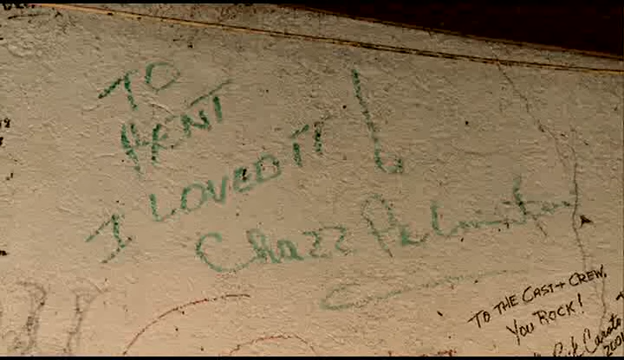 TO
RENT
I LOVED IT!
Chazz Palminteri
TO THE CAST + CREW,
YOU ROCK!